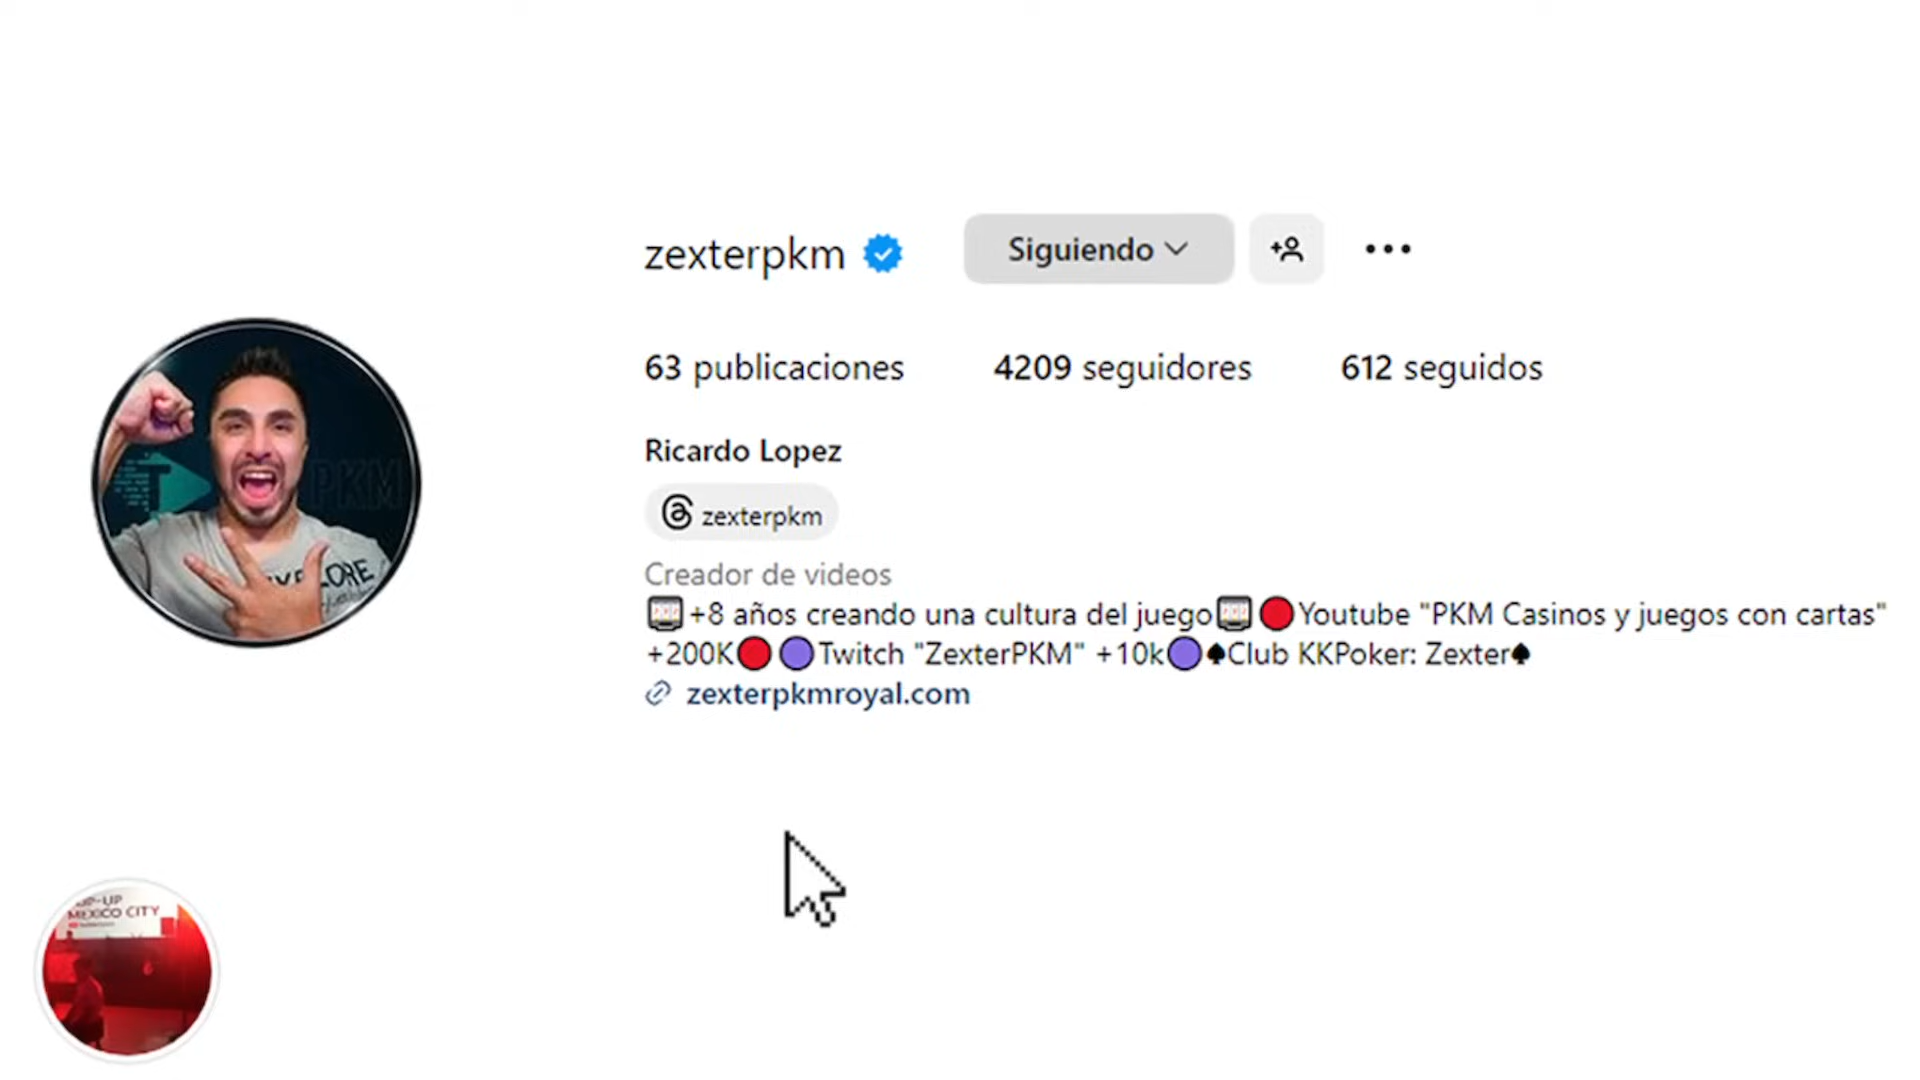 zexterpkm
Siguiendo
63 publicaciones 4209 seguidores 612 seguidos
Ricardo Lopez
zexterpkm
Creador de videos
🎰+8 años creando una cultura del juego🎰🔴Youtube "PKM Casinos y juegos con cartas"
+200K🔴🟣Twitch "ZexterPKM" +10k🟣♠Club KKPoker: Zexter♠
zexterpkmroyal.com
PKM
MEXICO CITY